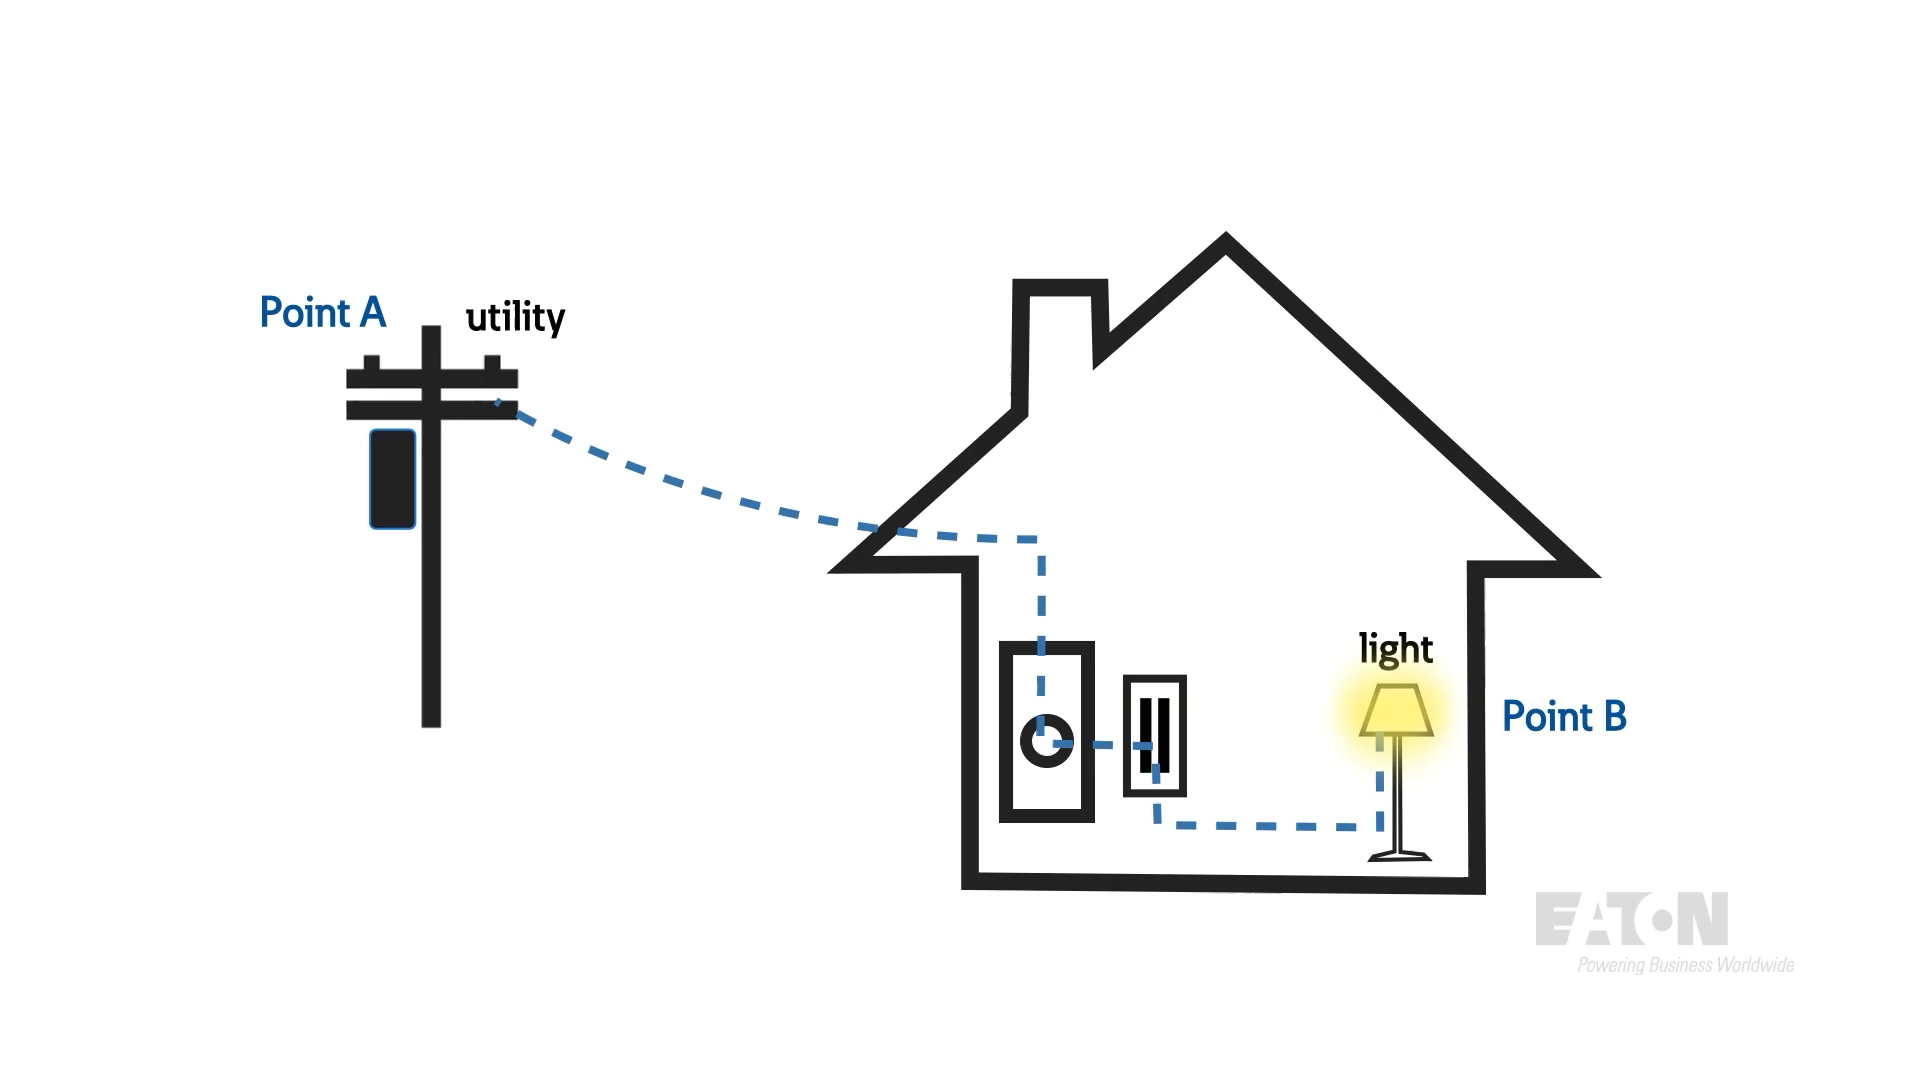 Point A
utility
light
Point B
EATON
Powering Business Worldwide